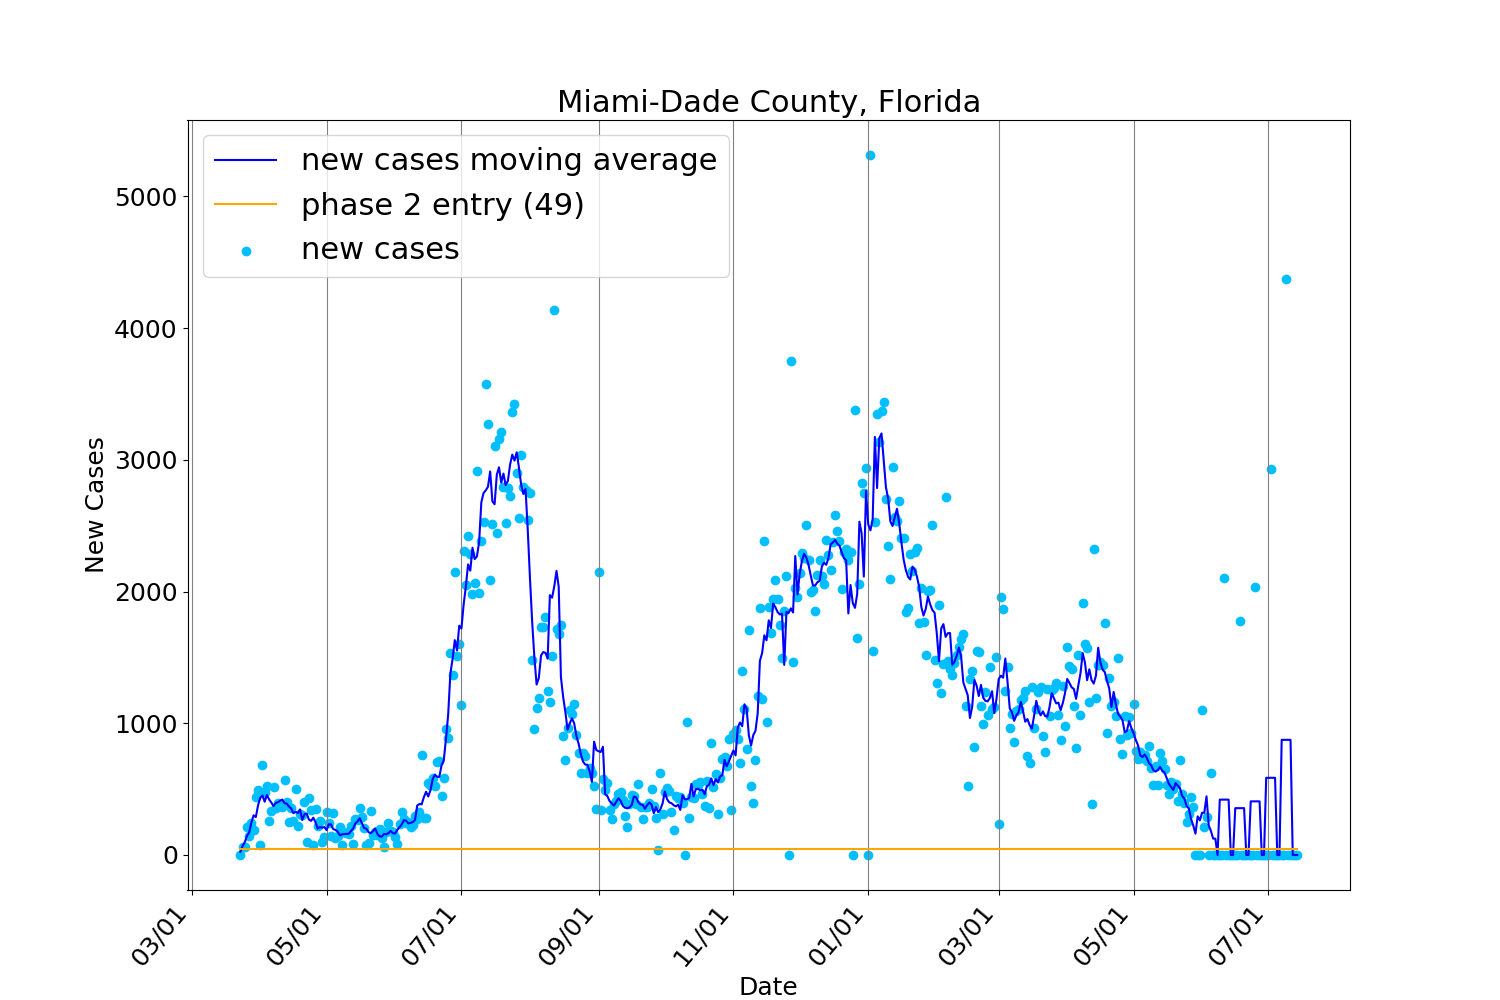 Miami-Dade County, Florida
new cases moving average
phase 2 entry (49)
new cases
New Cases
5000
4000
3000
2000
1000
0
03/01
05/01
07/01
09/01
11/01
01/01
03/01
05/01
07/01
Date